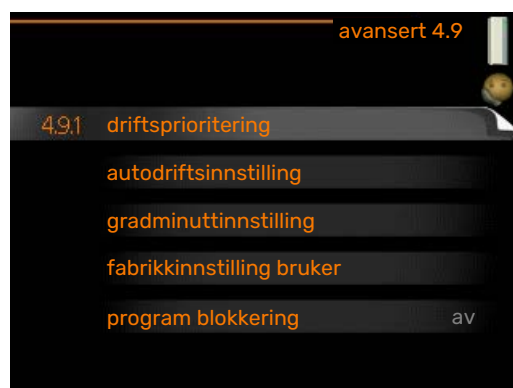 avansert 4.9
4.9.1 driftsprioritering
autodriftsinnstilling
gradminuttinnstilling
fabrikkinnstilling bruker
program blokkering av